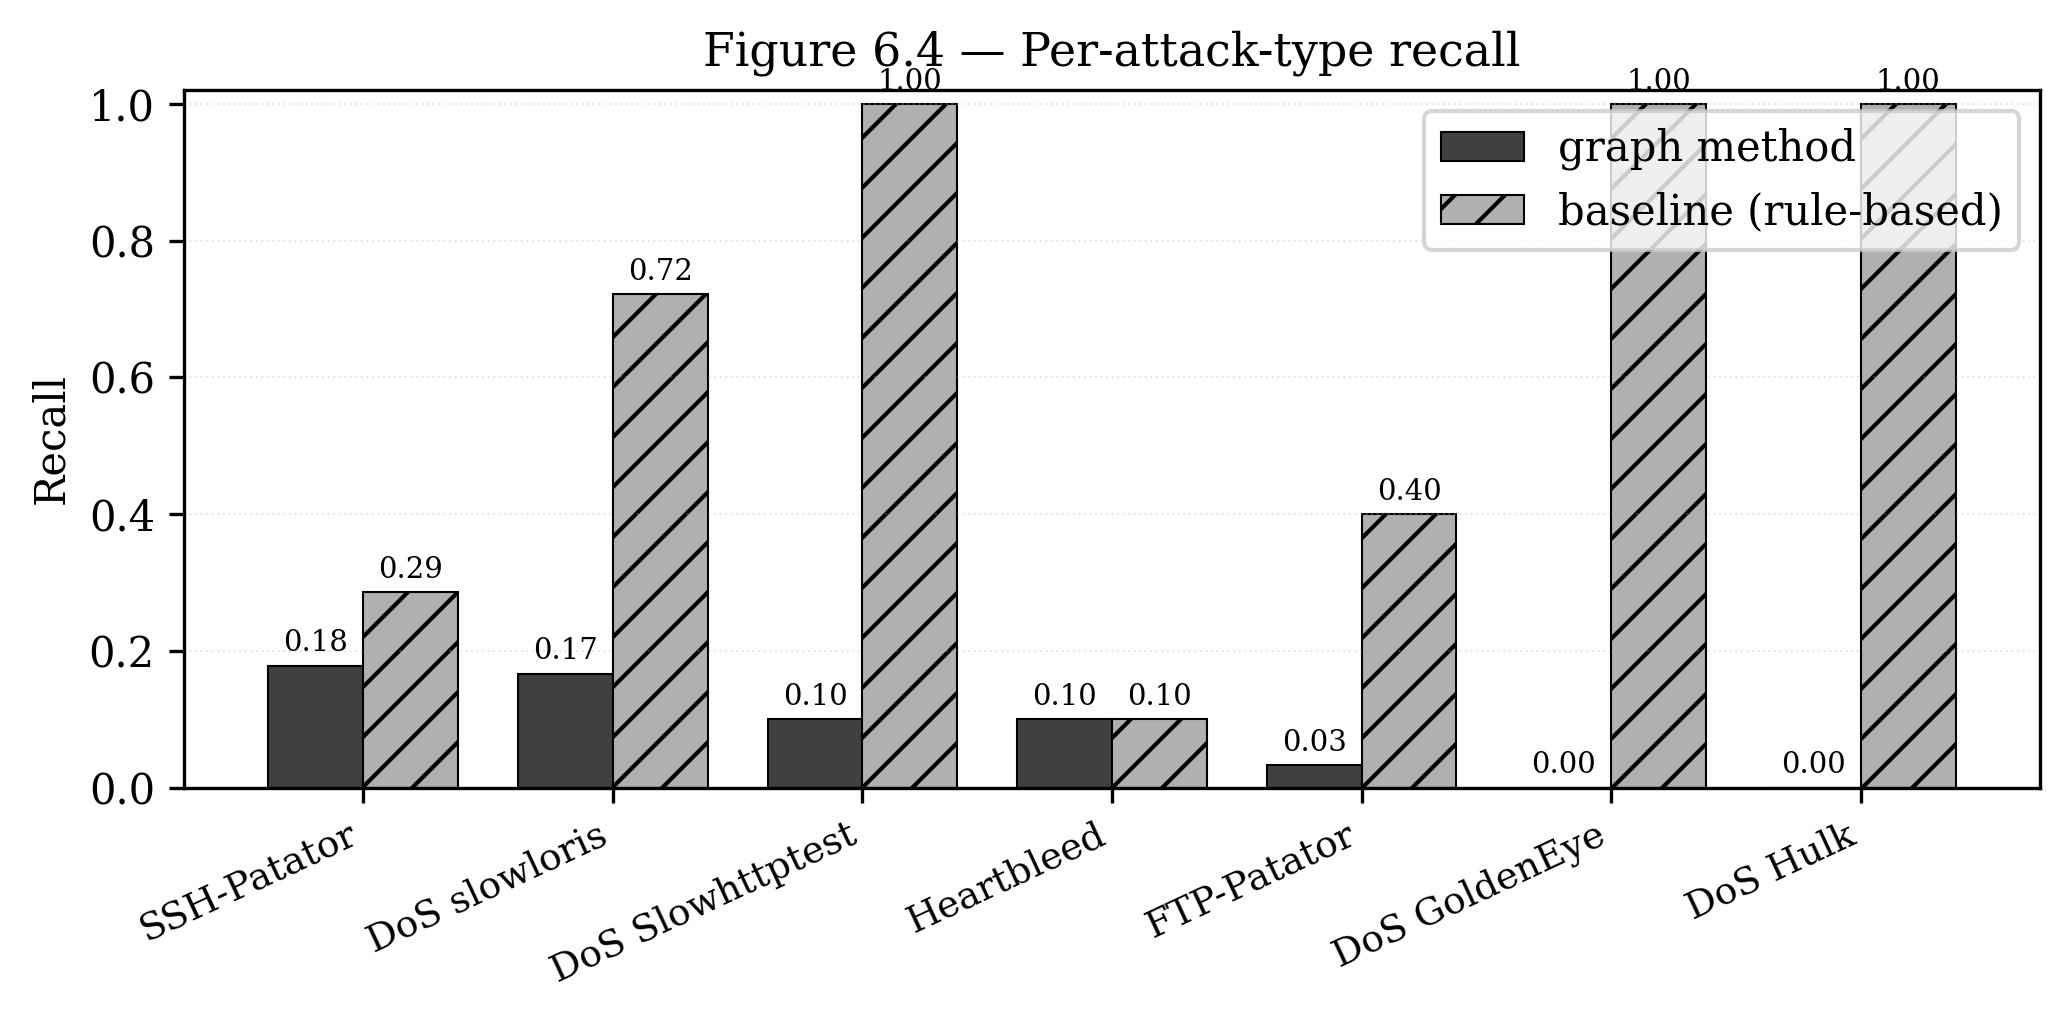 Figure 6.4 — Per-attack-type recall
1.00
1.00
1.00
1.0
graph method
baseline (rule-based)
0.8
0.72
0.6
Recall
0.4
0.40
0.29
0.2
0.18
0.17
0.10
0.10
0.10
0.03
0.00
0.00
0.0
SSH-Patator
DoS slowloris
DoS Slowhttptest
Heartbleed
FTP-Patator
DoS GoldenEye
DoS Hulk